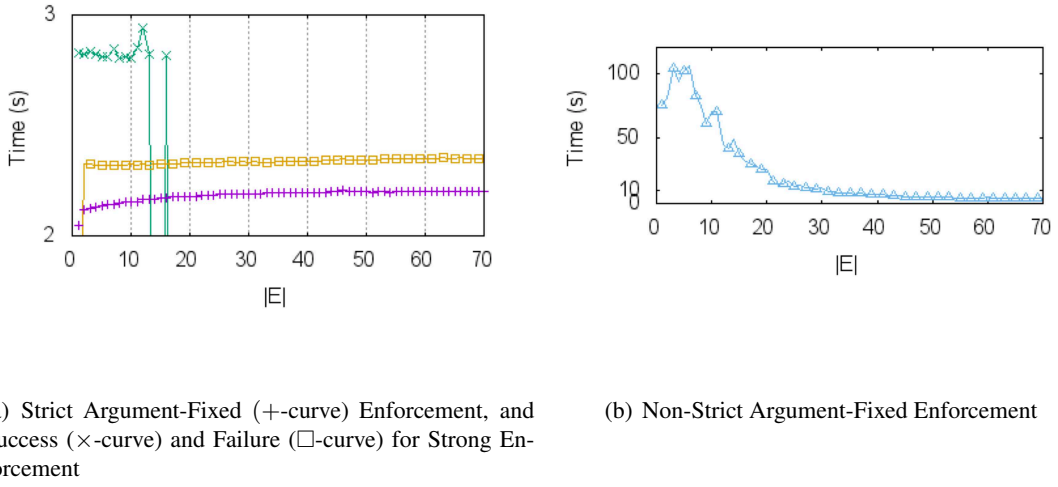 3
2
Time (s)
0 10 20 30 40 50 60 70
|E|
100
50
10
0
Time (s)
0 10 20 30 40 50 60 70
|E|
) Strict Argument-Fixed (+-curve) Enforcement, and
uccess (×-curve) and Failure (□-curve) for Strong En-
orcement
(b) Non-Strict Argument-Fixed Enforcement